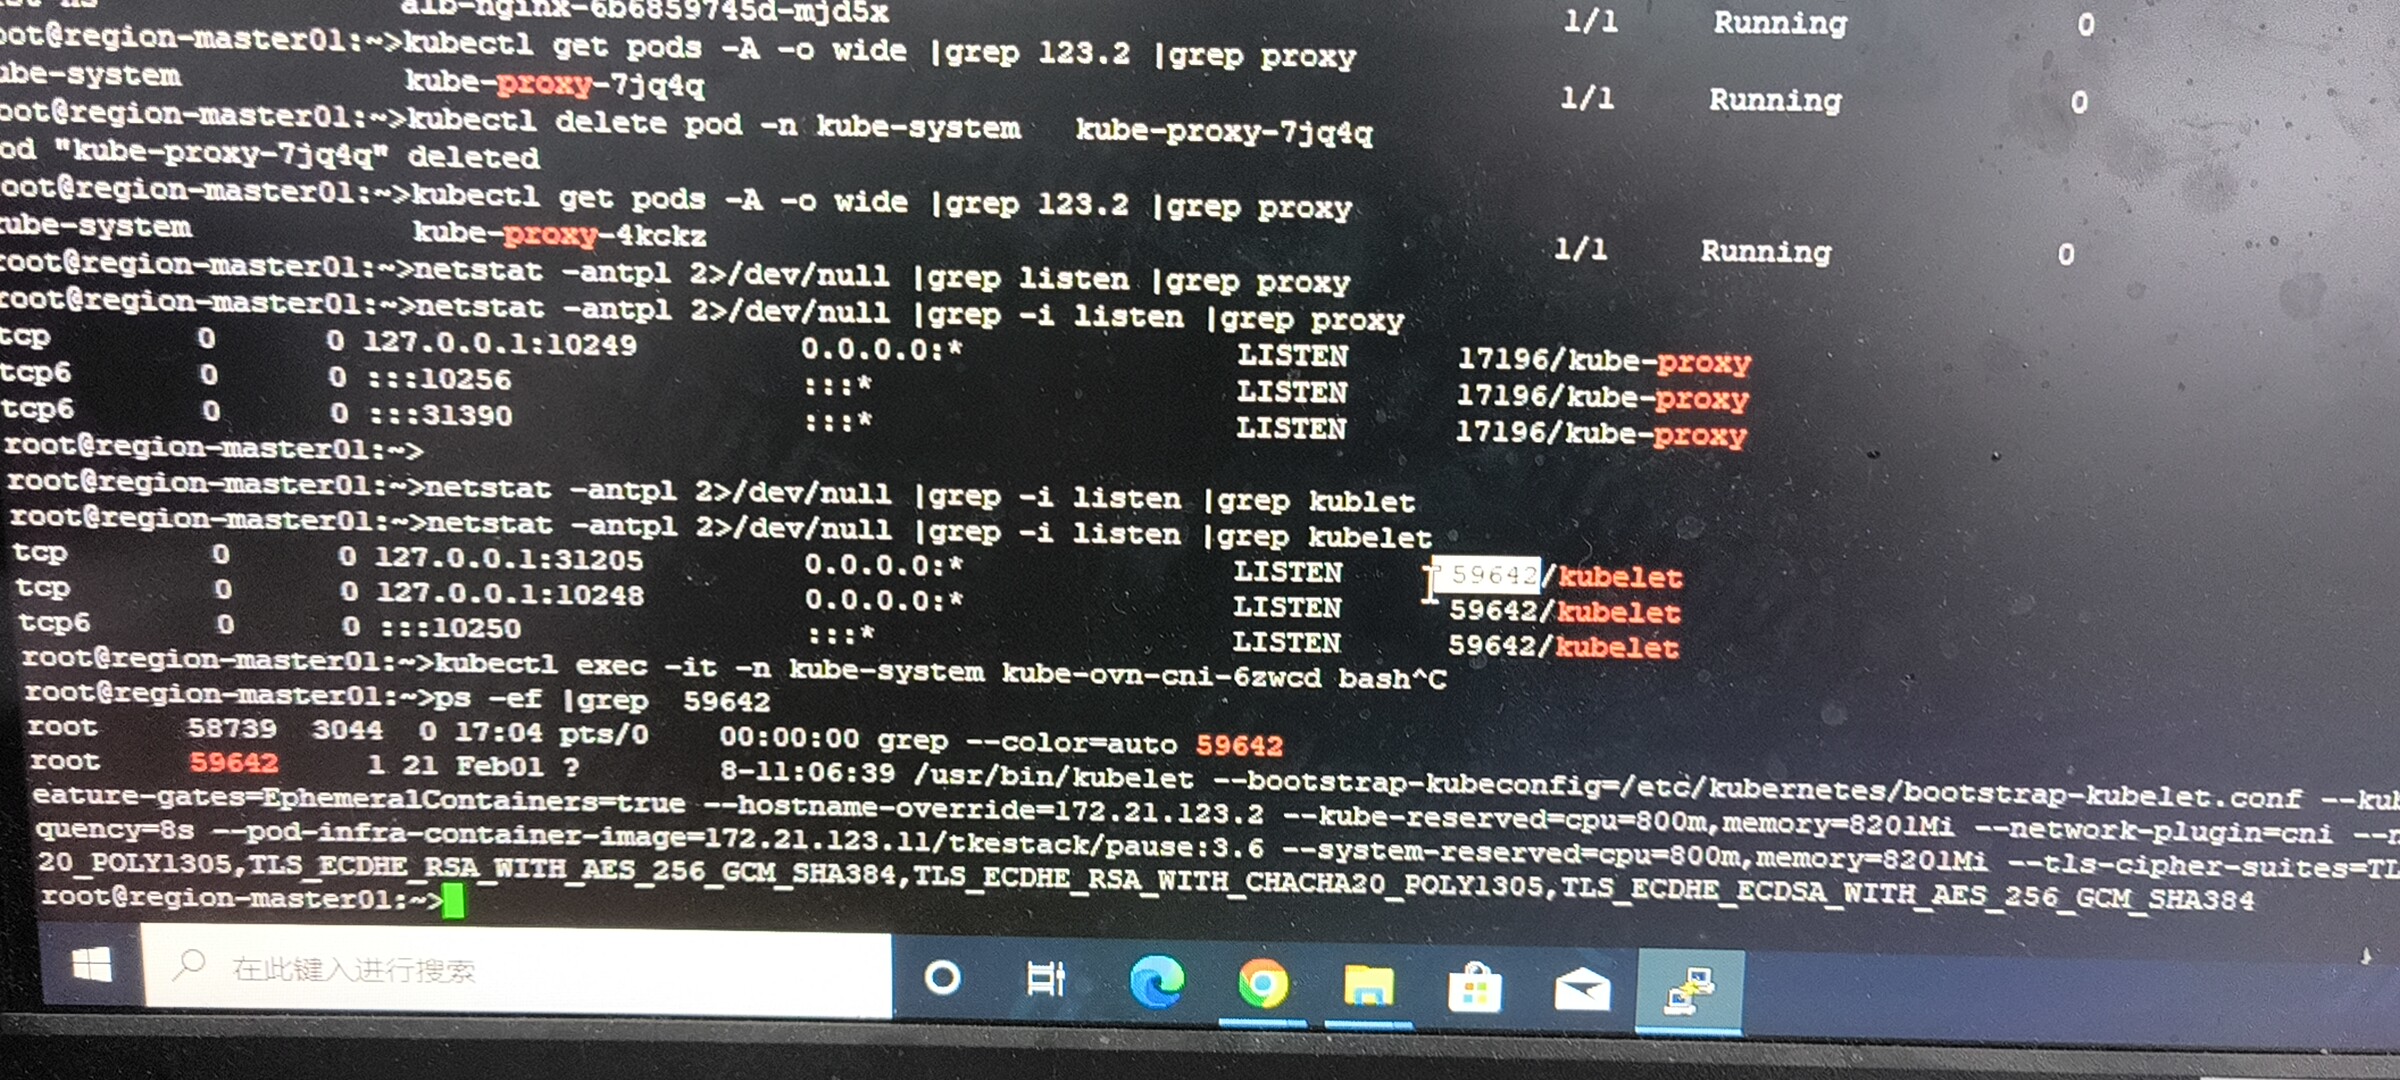 alb-nginx-6b6859745d-mjd5x 1/1 Running 0
oot@region-master01:~>kubectl get pods -A -o wide |grep 123.2 |grep proxy
ube-system kube-proxy-7jq4q 1/1 Running 0
oot@region-master01:~>kubectl delete pod -n kube-system kube-proxy-7jq4q
od "kube-proxy-7jq4q" deleted
oot@region-master01:~>kubectl get pods -A -o wide |grep 123.2 |grep proxy
ube-system kube-proxy-4kckz 1/1 Running 0
root@region-master01:~>netstat -antpl 2>/dev/null |grep listen |grep proxy
root@region-master01:~>netstat -antpl 2>/dev/null |grep -i listen |grep proxy
tcp 0 0 127.0.0.1:10249 0.0.0.0:* LISTEN 17196/kube-proxy
tcp6 0 0 :::10256 :::* LISTEN 17196/kube-proxy
tcp6 0 0 :::31390 :::* LISTEN 17196/kube-proxy
root@region-master01:~>
root@region-master01:~>netstat -antpl 2>/dev/null |grep -i listen |grep kublet
root@region-master01:~>netstat -antpl 2>/dev/null |grep -i listen |grep kubelet
tcp 0 0 127.0.0.1:31205 0.0.0.0:* LISTEN 59642/kubelet
tcp 0 0 127.0.0.1:10248 0.0.0.0:* LISTEN 59642/kubelet
tcp6 0 0 :::10250 :::* LISTEN 59642/kubelet
root@region-master01:~>kubectl exec -it -n kube-system kube-ovn-cni-6zwcd bash^C
root@region-master01:~>ps -ef |grep 59642
root 58739 3044 0 17:04 pts/0 00:00:00 grep --color=auto 59642
root 59642 1 21 Feb01 ? 8-11:06:39 /usr/bin/kubelet --bootstrap-kubeconfig=/etc/kubernetes/bootstrap-kubelet.conf --kub
eature-gates=EphemeralContainers=true --hostname-override=172.21.123.2 --kube-reserved=cpu=800m,memory=8201Mi --network-plugin=cni --n
quency=8s --pod-infra-container-image=172.21.123.11/tkestack/pause:3.6 --system-reserved=cpu=800m,memory=8201Mi --tls-cipher-suites=TL
20_POLY1305,TLS_ECDHE_RSA_WITH_AES_256_GCM_SHA384,TLS_ECDHE_RSA_WITH_CHACHA20_POLY1305,TLS_ECDHE_ECDSA_WITH_AES_256_GCM_SHA384
root@region-master01:~>
在此键入进行搜索